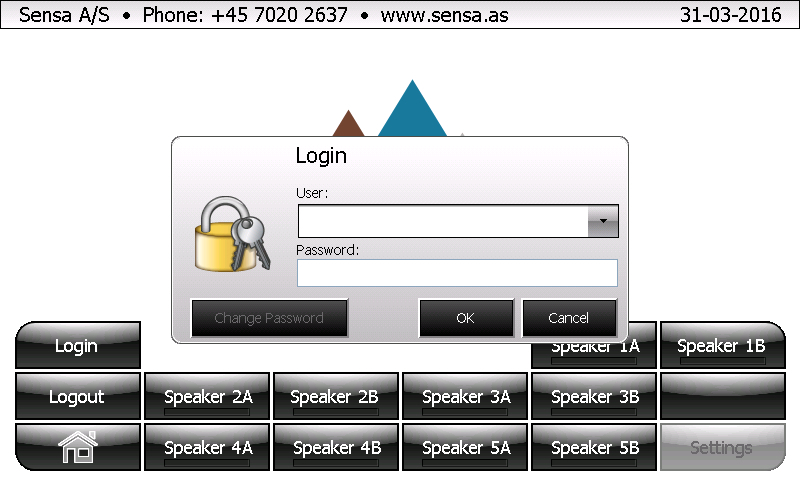 Sensa A/S • Phone: +45 7020 2637 • www.sensa.as 31-03-2016
Login
User:
Password:
Change Password OK Cancel
Login Speaker 1A Speaker 1B
Logout Speaker 2A Speaker 2B Speaker 3A Speaker 3B
Speaker 4A Speaker 4B Speaker 5A Speaker 5B Settings